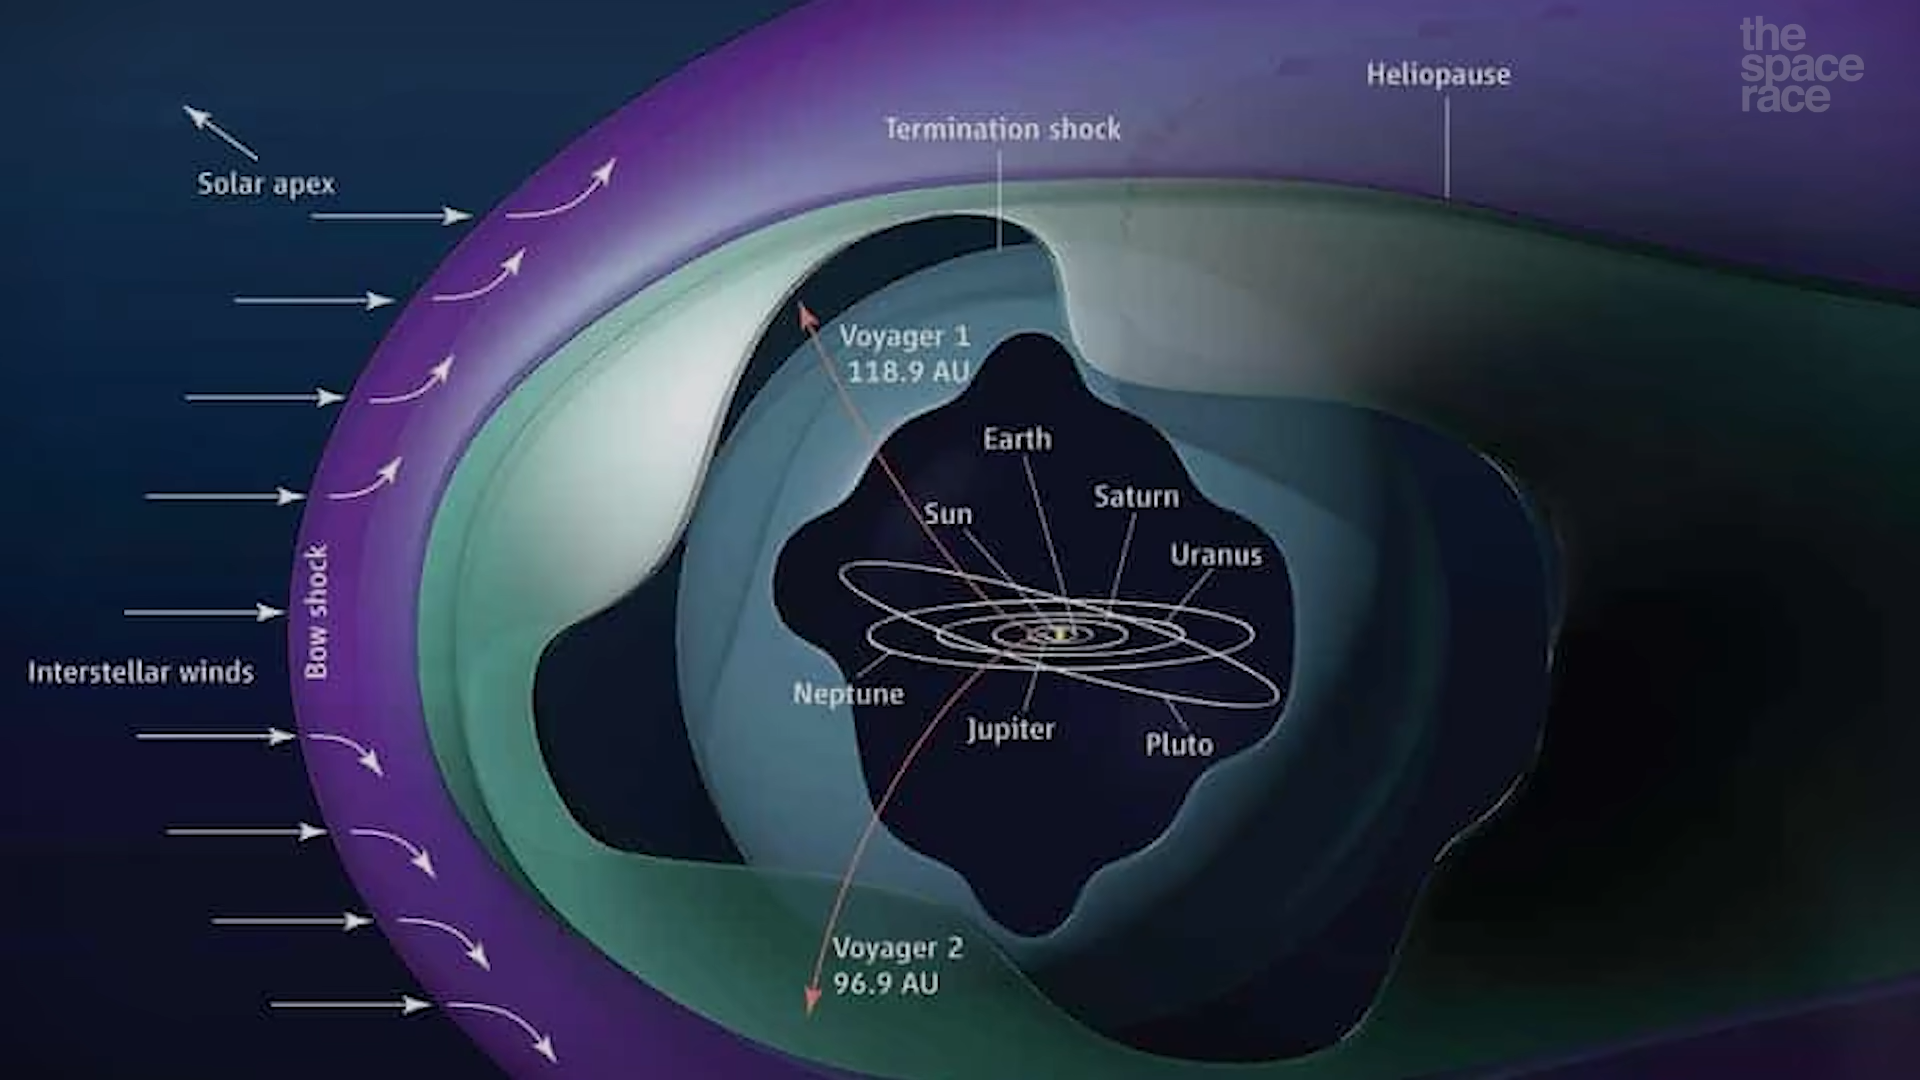 the
space
race
Heliopause
Termination shock
Solar apex
Voyager 1
118.9 AU
Earth
Saturn
Sun
Uranus
Bow shock
Interstellar winds
Neptune
Jupiter
Pluto
Voyager 2
96.9 AU